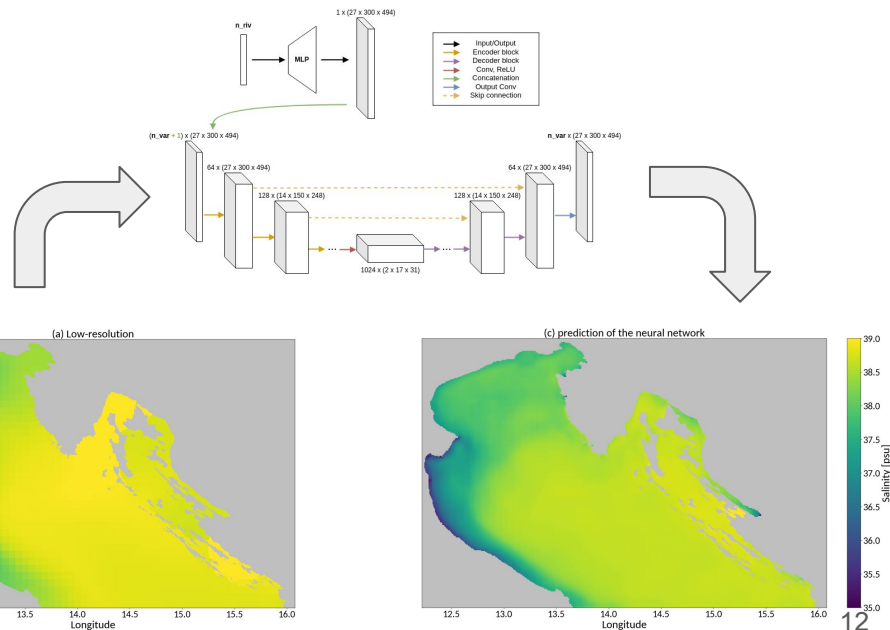 n_riv
1 x (27 x 300 x 494)
MLP
Input/Output
Encoder block
Decoder block
Conv, ReLU
Concatenation
Output Conv
Skip connection
(n_var + 1) x (27 x 300 x 494)
n_var x (27 x 300 x 494)
64 x (27 x 300 x 494)
64 x (27 x 300 x 494)
128 x (14 x 150 x 248)
128 x (14 x 150 x 248)
...
...
1024 x (2 x 17 x 31)
(a) Low-resolution
13.5 14.0 14.5 15.0 15.5 16.0
Longitude
(c) prediction of the neural network
12.5 13.0 13.5 14.0 14.5 15.0 15.5 16.0
Longitude
39.0
38.5
38.0
37.5
37.0
36.5
36.0
35.5
35.0
Salinity [psu]
12